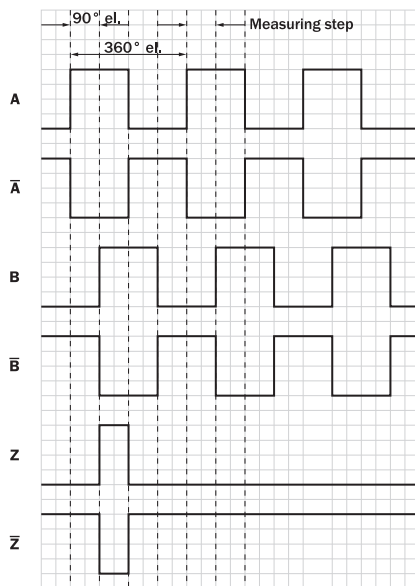 90° el.
Measuring step
360° el.
A
A̅
B
B̅
Z
Z̅